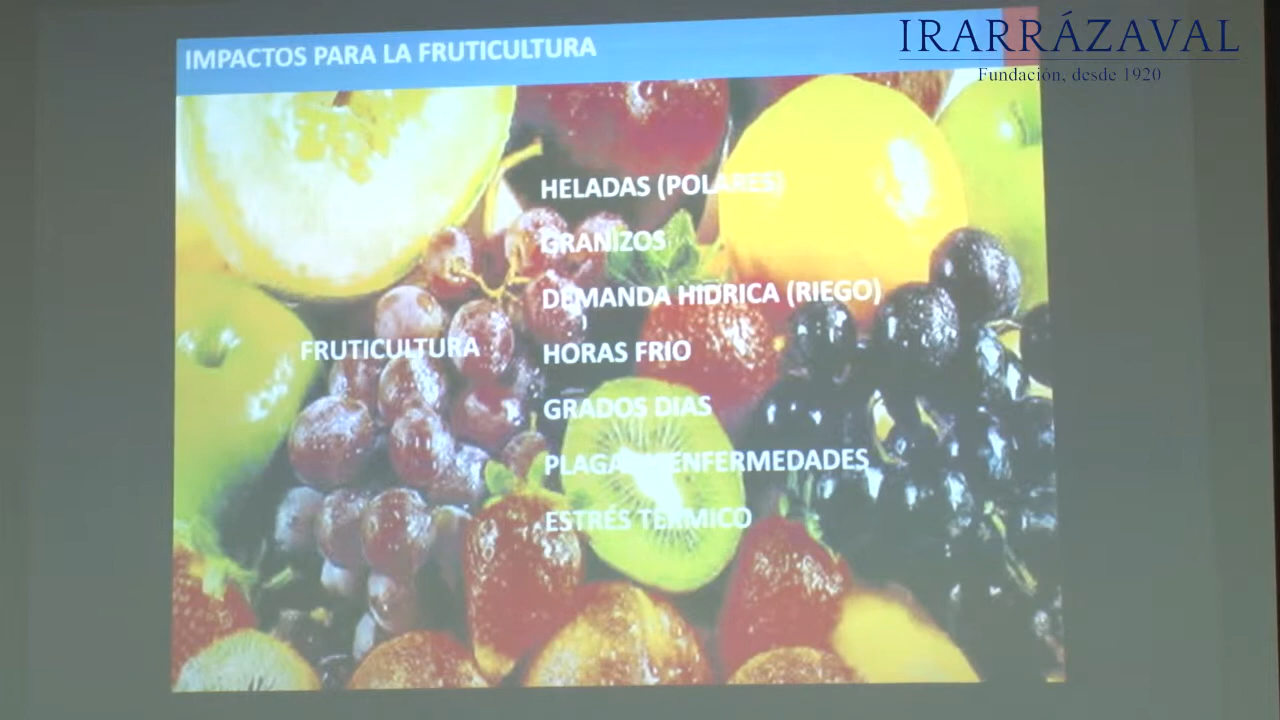 IRARRÁZAVAL
Fundación, desde 1920
IMPACTOS PARA LA FRUTICULTURA
HELADAS (POLARES)
GRANIZOS
DEMANDA HIDRICA (RIEGO)
FRUTICULTURA
HORAS FRIO
GRADOS DIAS
PLAGAS ENFERMEDADES
ESTRÉS TERMICO